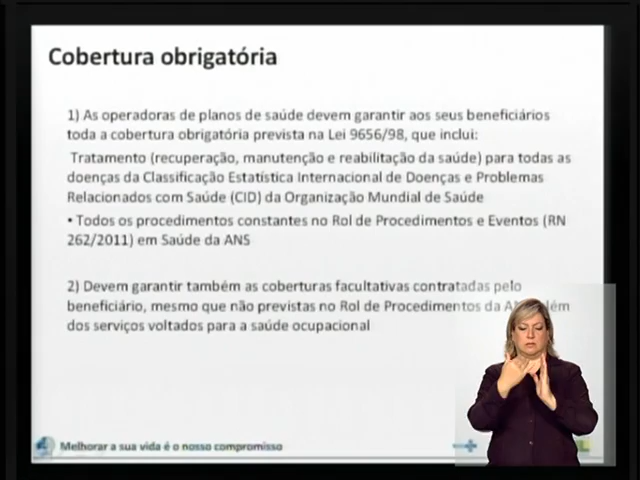 Cobertura obrigatória
1) As operadoras de planos de saúde devem garantir aos seus beneficiários
toda a cobertura obrigatória prevista na Lei 9656/98, que inclui:
Tratamento (recuperação, manutenção e reabilitação da saúde) para todas as
doenças da Classificação Estatística Internacional de Doenças e Problemas
Relacionados com Saúde (CID) da Organização Mundial de Saúde
• Todos os procedimentos constantes no Rol de Procedimentos e Eventos (RN
262/2011) em Saúde da ANS
2) Devem garantir também as coberturas facultativas contratadas pelo
beneficiário, mesmo que não previstas no Rol de Procedimentos da
dos serviços voltados para a saúde ocupacional
Melhorar a sua vida é o nosso compromisso